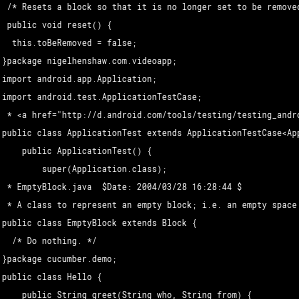 /* Resets a block so that it is no longer set to be removed
public void reset() {
this.toBeRemoved = false;
}package nigelhenshaw.com.videoapp;
import android.app.Application;
import android.test.ApplicationTestCase;
* <a href="http://d.android.com/tools/testing/testing_andro
public class ApplicationTest extends ApplicationTestCase<App
public ApplicationTest() {
super(Application.class);
* EmptyBlock.java  $Date: 2004/03/28 16:28:44 $
* A class to represent an empty block; i.e. an empty space
public class EmptyBlock extends Block {
/* Do nothing. */
}package cucumber.demo;
public class Hello {
public String greet(String who, String from) {